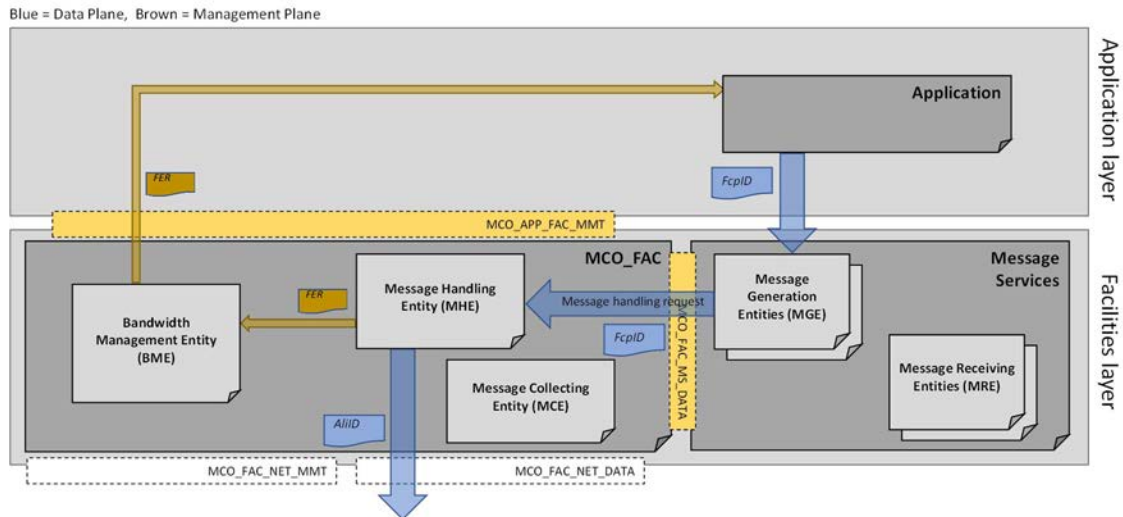 Blue = Data Plane, Brown = Management Plane
Application layer
Application
FER
FcpID
MCO_APP_FAC_MMT
Facilities layer
MCO_FAC
Message
Services
Message Handling
Entity (MHE)
Message
Generation
Entities (MGE)
Message handling request
FER
Bandwidth
Management Entity
(BME)
FcpID
MCO_FAC_MS_DATA
Message Collecting
Entity (MCE)
Message Receiving
Entities (MRE)
AliID
MCO_FAC_NET_MMT
MCO_FAC_NET_DATA